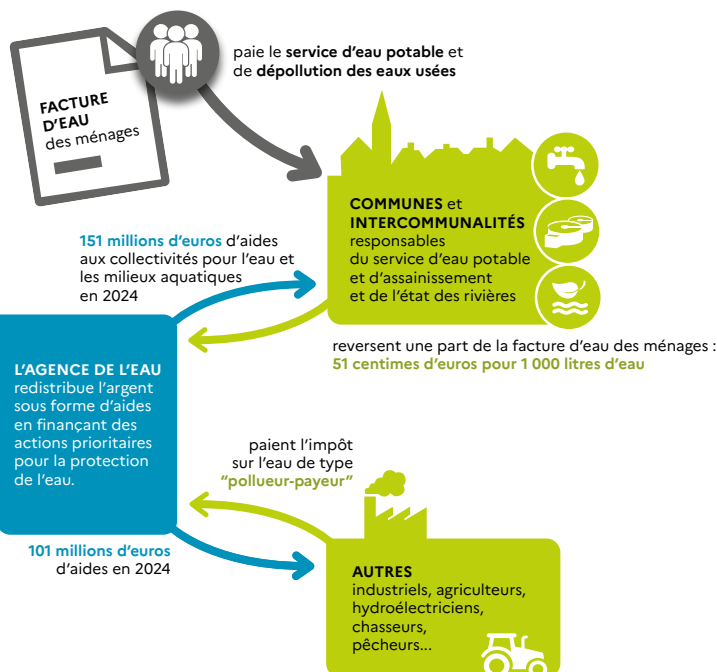 paie le service d'eau potable et
de dépollution des eaux usées
FACTURE
D'EAU
des ménages
COMMUNES et
INTERCOMMUNALITÉS
responsables
du service d'eau potable
et d'assainissement
et de l'état des rivières
151 millions d'euros d'aides
aux collectivités pour l'eau et
les milieux aquatiques
en 2024
reversent une part de la facture d'eau des ménages :
51 centimes d'euros pour 1 000 litres d'eau
L'AGENCE DE L'EAU
redistribue l'argent
sous forme d'aides
en finançant des
actions prioritaires
pour la protection
de l'eau.
paient l'impôt
sur l'eau de type
"pollueur-payeur"
101 millions d'euros
d'aides en 2024
AUTRES
industriels, agriculteurs,
hydroélectriciens,
chasseurs,
pêcheurs...